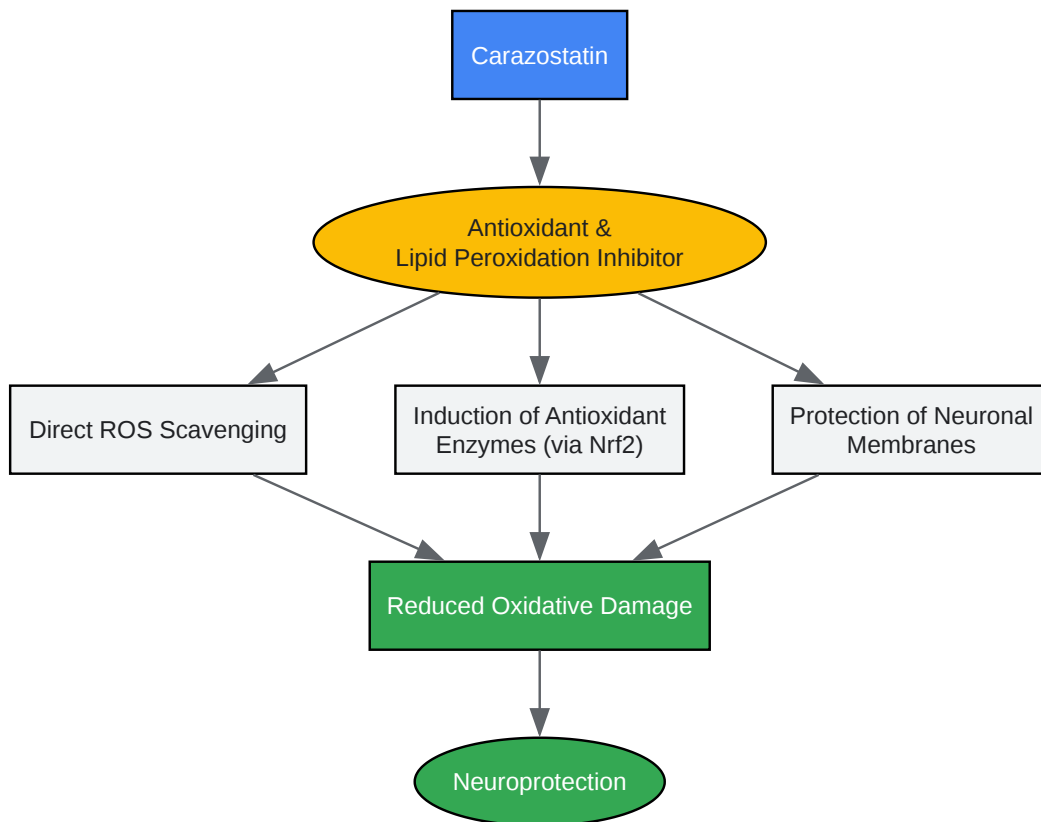 Carazostatin
Antioxidant &
Lipid Peroxidation Inhibitor
Direct ROS Scavenging
Induction of Antioxidant
Enzymes (via Nrf2)
Protection of Neuronal
Membranes
Reduced Oxidative Damage
Neuroprotection